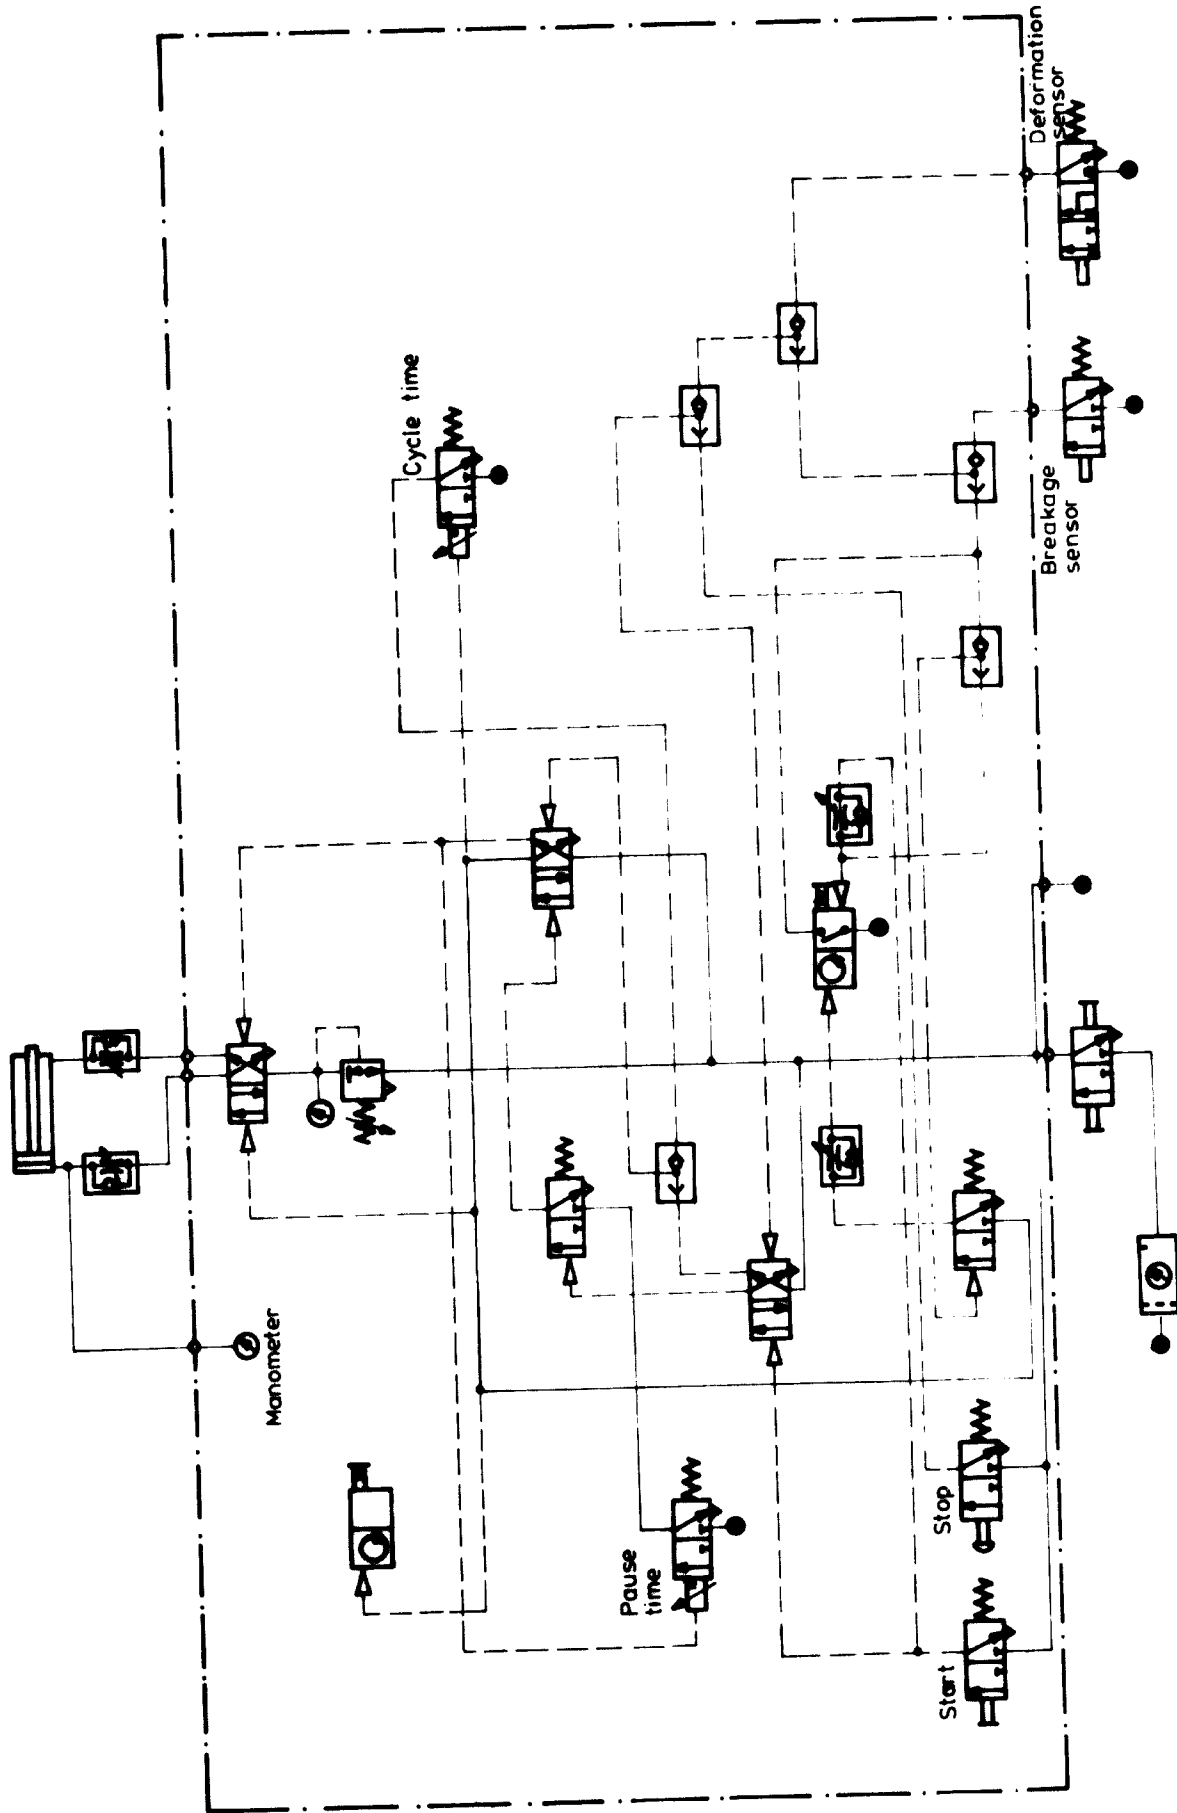 Deformation
sensor
Cycle time
Breakage
sensor
Manometer
Pause
time
Stop
Start